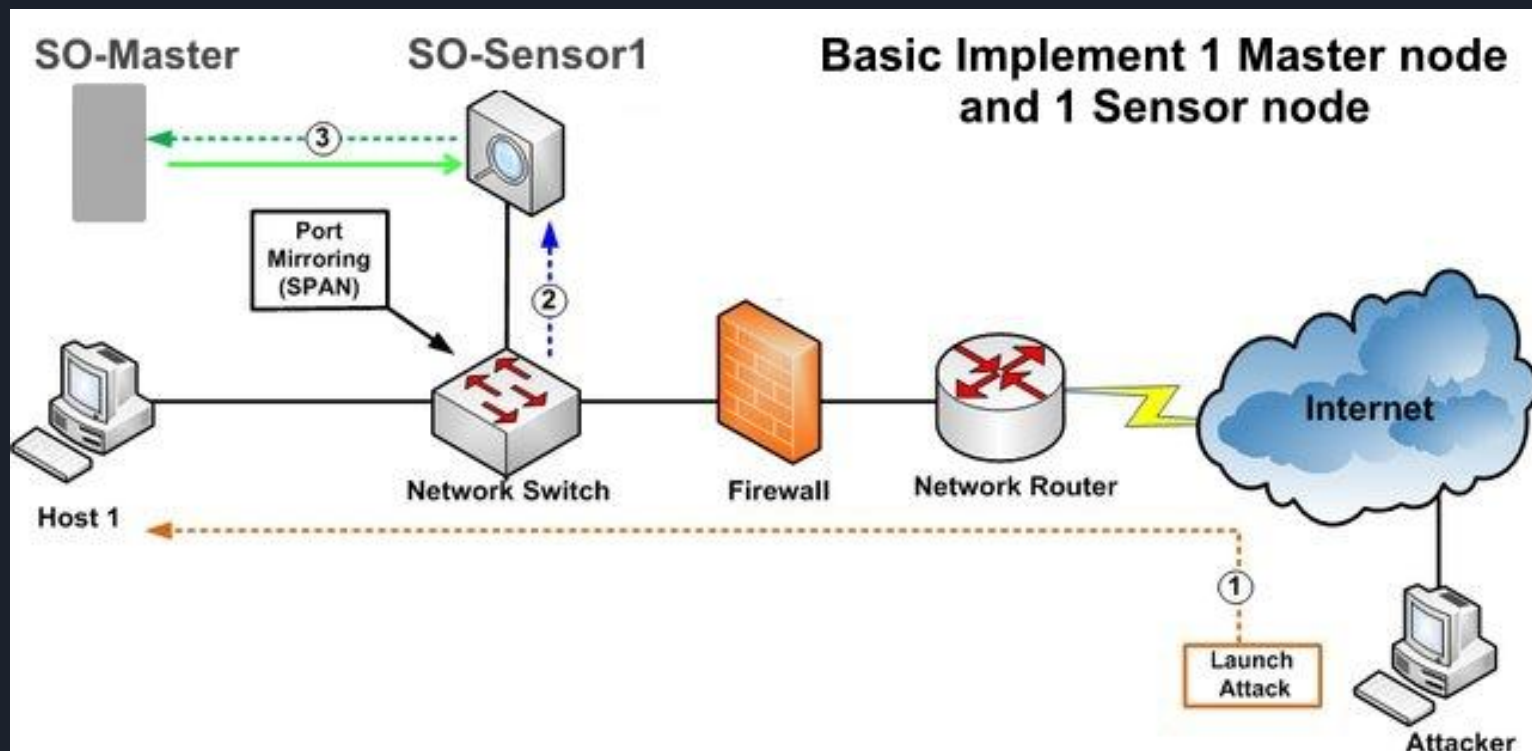 SO-Master
SO-Sensor1
Basic Implement 1 Master node
and 1 Sensor node
3
Port
Mirroring
(SPAN)
2
Internet
Network Switch
Firewall
Network Router
Host 1
1
Launch
Attack
Attacker